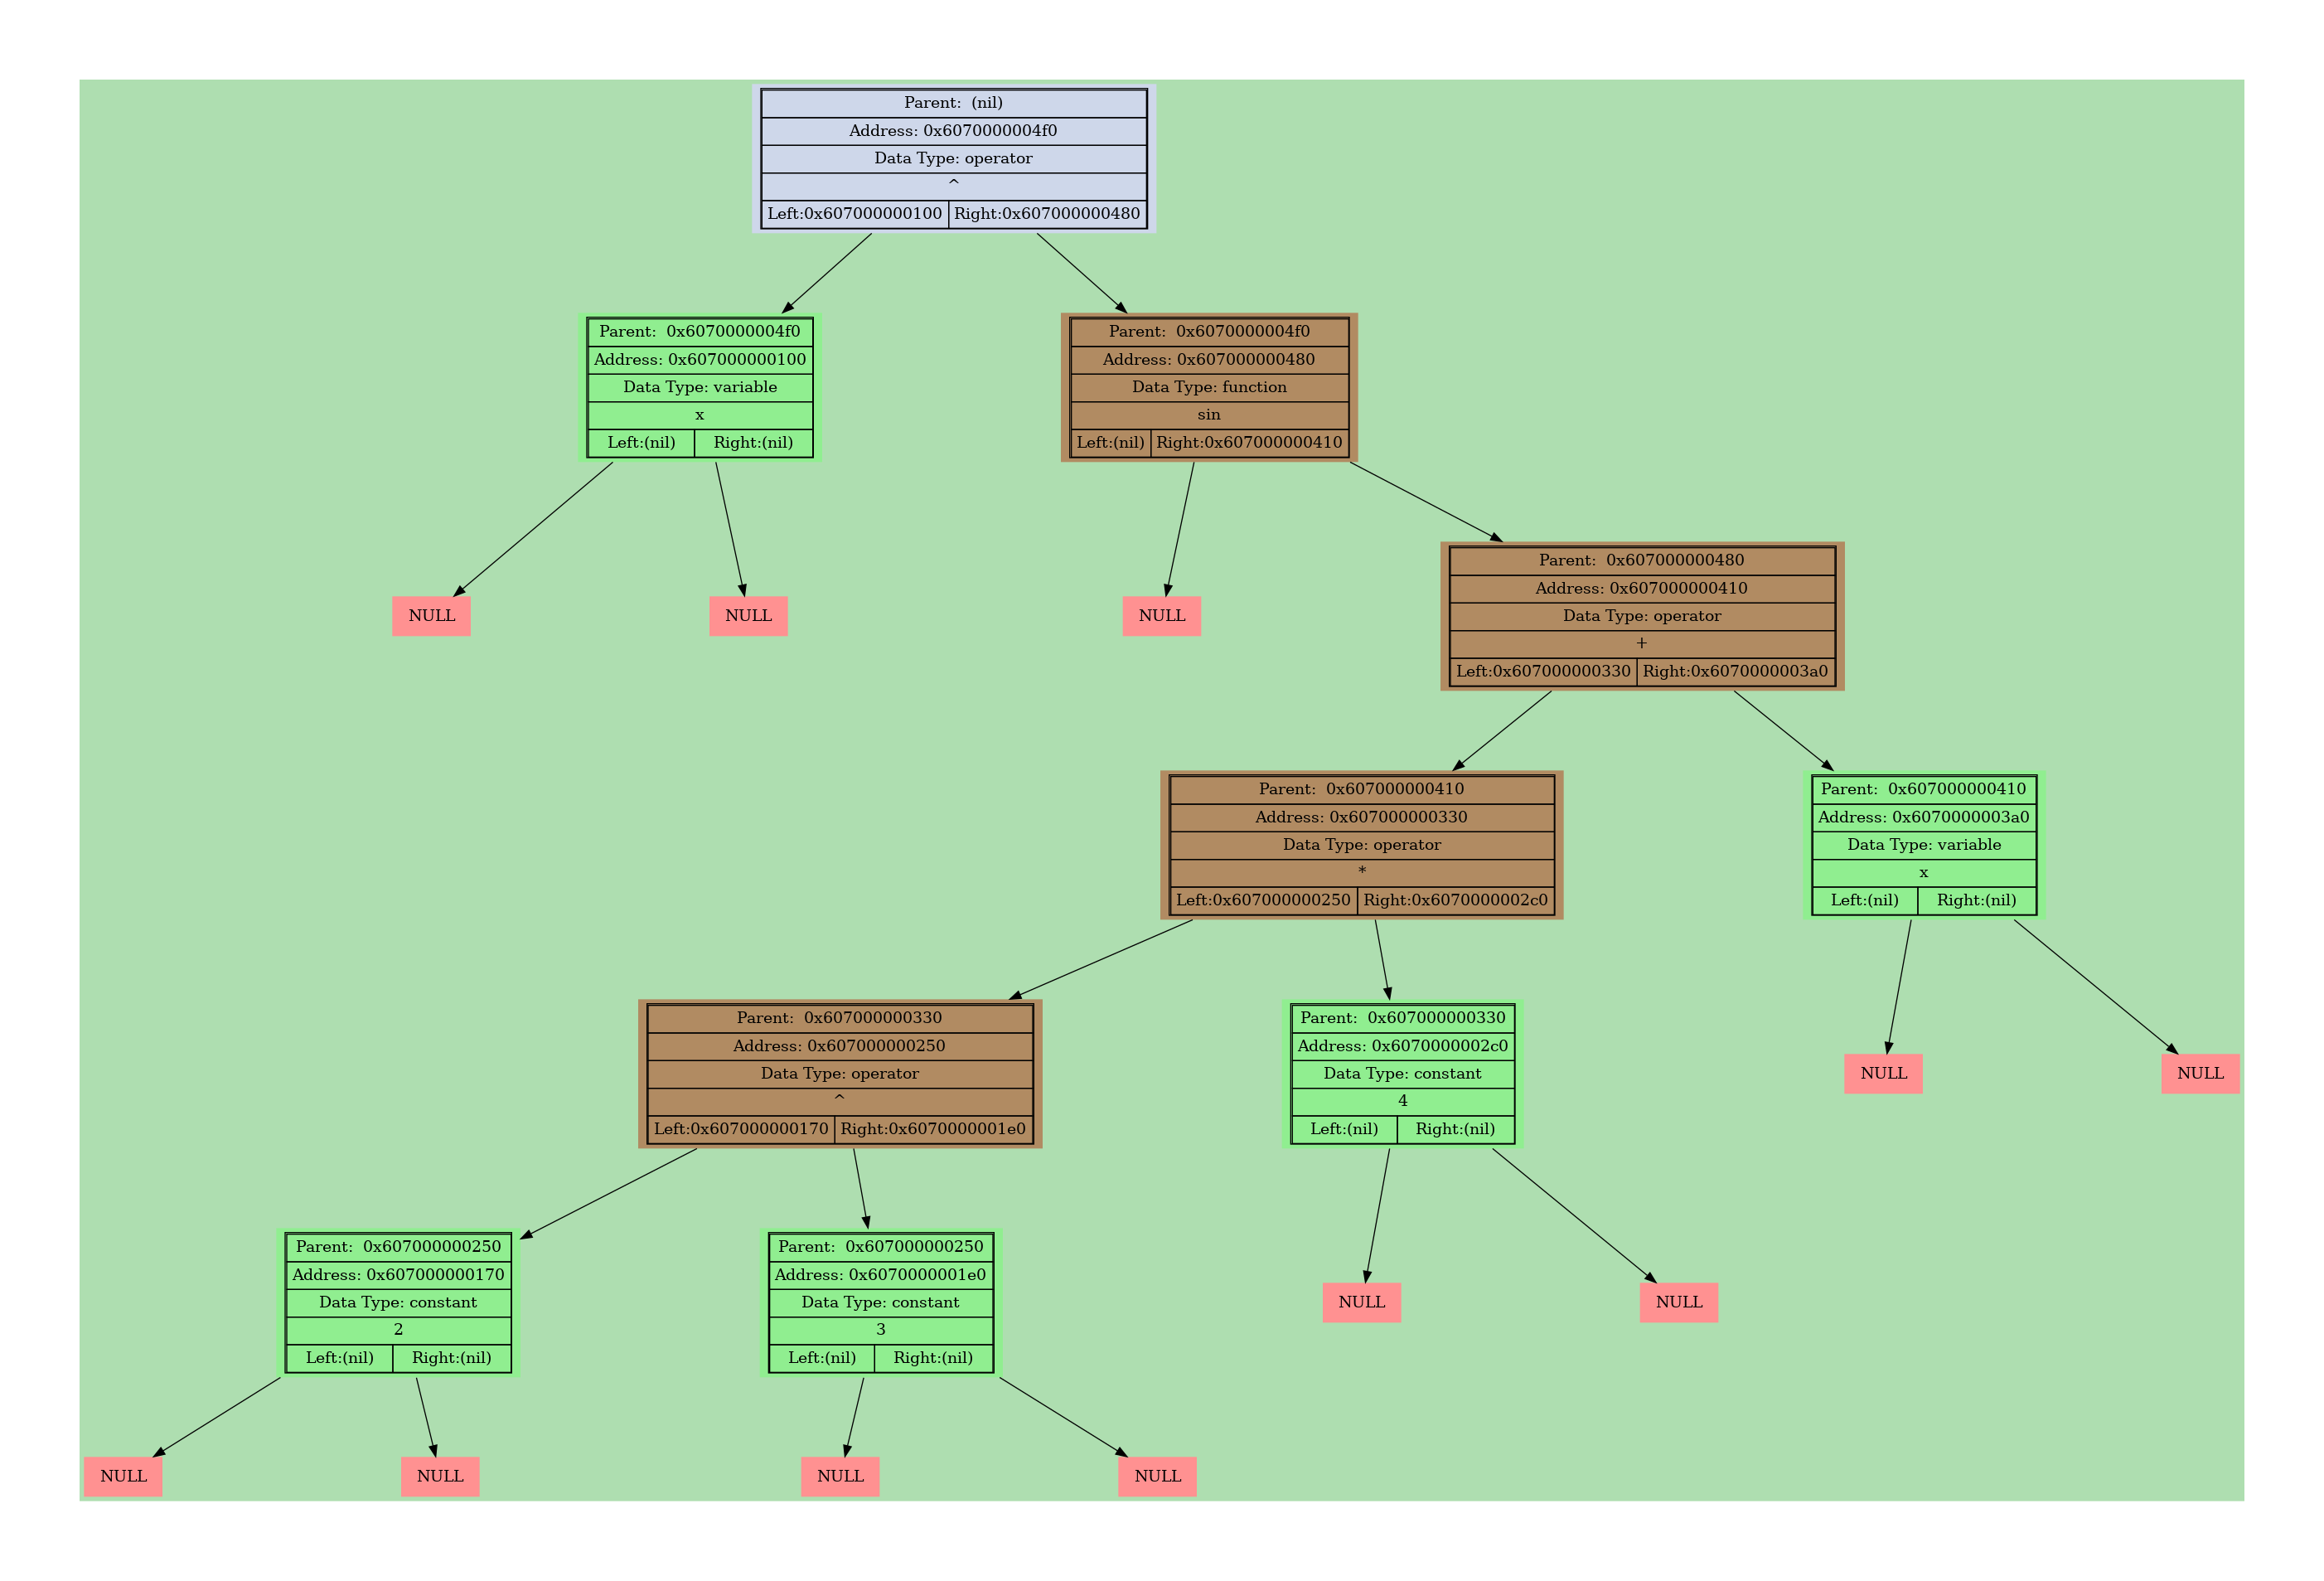 Parent:  (nil)
Address: 0x6070000004f0
Data Type: operator
^
Left:0x607000000100 Right:0x607000000480
Parent:  0x6070000004f0
Address: 0x607000000100
Data Type: variable
x
Left:(nil) Right:(nil)
Parent:  0x6070000004f0
Address: 0x607000000480
Data Type: function
sin
Left:(nil) Right:0x607000000410
NULL
NULL
NULL
Parent:  0x607000000480
Address: 0x607000000410
Data Type: operator
+
Left:0x607000000330 Right:0x6070000003a0
Parent:  0x607000000410
Address: 0x607000000330
Data Type: operator
*
Left:0x607000000250 Right:0x6070000002c0
Parent:  0x607000000410
Address: 0x6070000003a0
Data Type: variable
x
Left:(nil) Right:(nil)
Parent:  0x607000000330
Address: 0x607000000250
Data Type: operator
^
Left:0x607000000170 Right:0x6070000001e0
Parent:  0x607000000330
Address: 0x6070000002c0
Data Type: constant
4
Left:(nil) Right:(nil)
NULL
NULL
Parent:  0x607000000250
Address: 0x607000000170
Data Type: constant
2
Left:(nil) Right:(nil)
Parent:  0x607000000250
Address: 0x6070000001e0
Data Type: constant
3
Left:(nil) Right:(nil)
NULL
NULL
NULL
NULL
NULL
NULL